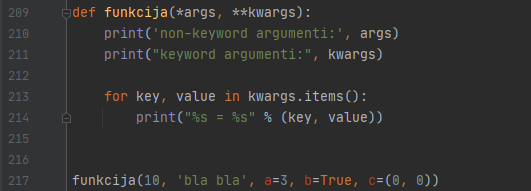 209 def funkcija(*args, **kwargs):
210     print('non-keyword argumenti:', args)
211     print("keyword argumenti:", kwargs)
212
213     for key, value in kwargs.items():
214         print("%s = %s" % (key, value))
215
216
217 funkcija(10, 'bla bla', a=3, b=True, c=(0, 0))